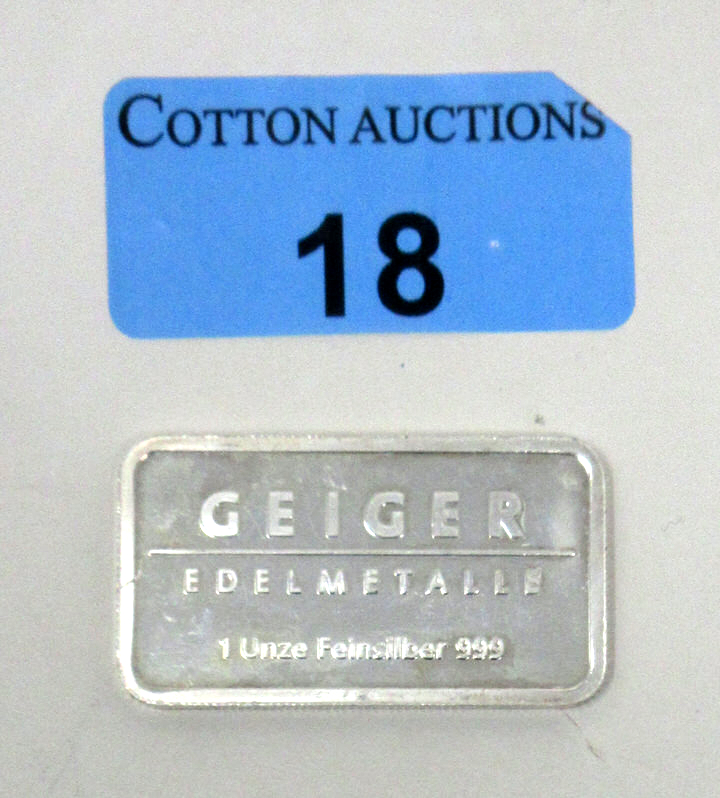 COTTON AUCTIONS
18
GEIGER
EDELMETALLE
1 Unze Feinsilber 999